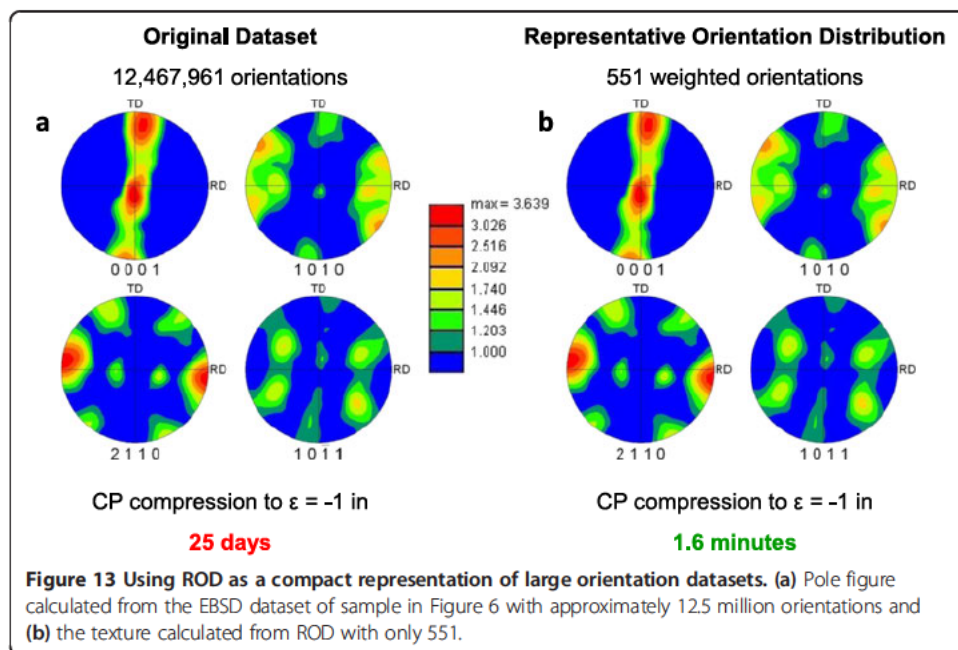 Original Dataset
12,467,961 orientations
a
TD
RD
0 0 0 1
TD
1 0 1 0
TD
RD
2 1 1 0
TD
RD
1 0 1 1
CP compression to ε = -1 in
25 days
max = 3.639
3.026
2.516
2.092
1.740
1.446
1.203
1.000
Representative Orientation Distribution
551 weighted orientations
b
TD
RD
0 0 0 1
TD
RD
1 0 1 0
TD
RD
2 1 1 0
TD
RD
1 0 1 1
CP compression to ε = -1 in
1.6 minutes
Figure 13 Using ROD as a compact representation of large orientation datasets. (a) Pole figure
calculated from the EBSD dataset of sample in Figure 6 with approximately 12.5 million orientations and
(b) the texture calculated from ROD with only 551.